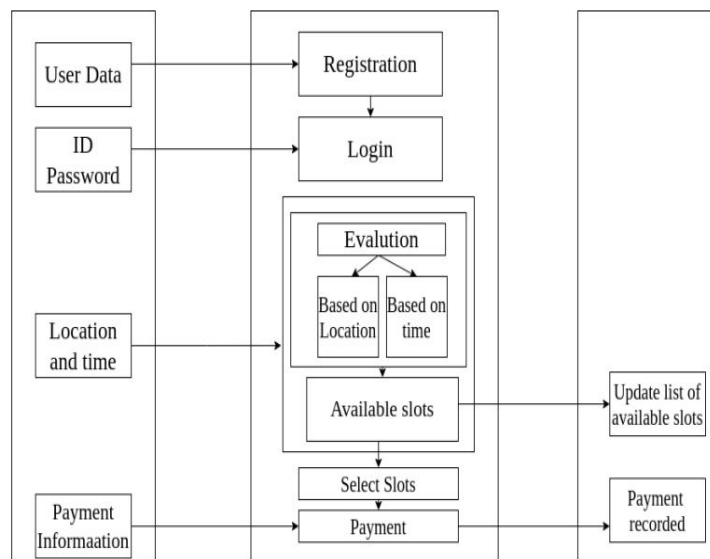 User Data
Registration
ID
Password
Login
Evalution
Based on
Location
Based on
time
Location
and time
Available slots
Update list of
available slots
Select Slots
Payment
Informaation
Payment
Payment
recorded